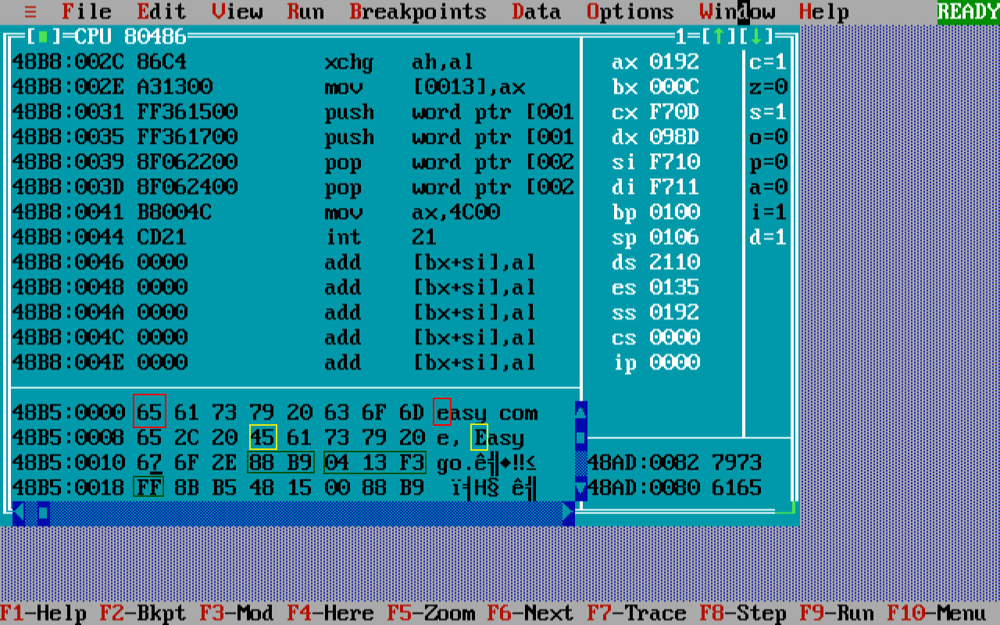 ≡ File Edit View Run Breakpoints Data Options Window Help READY
[■]=CPU 80486 1=[↑][↓]
48B8:002C 86C4 xchg ah,al ax 0192 c=1
48B8:002E A31300 mov [0013],ax bx 000C z=0
48B8:0031 FF361500 push word ptr [001 cx F70D s=1
48B8:0035 FF361700 push word ptr [001 dx 098D o=0
48B8:0039 8F062200 pop word ptr [002 si F710 p=0
48B8:003D 8F062400 pop word ptr [002 di F711 a=0
48B8:0041 B8004C mov ax,4C00 bp 0100 i=1
48B8:0044 CD21 int 21 sp 0106 d=1
48B8:0046 0000 add [bx+si],al ds 2110
48B8:0048 0000 add [bx+si],al es 0135
48B8:004A 0000 add [bx+si],al ss 0192
48B8:004C 0000 add [bx+si],al cs 0000
48B8:004E 0000 add [bx+si],al ip 0000
48B5:0000 65 61 73 79 20 63 6F 6D easy com
48B5:0008 65 2C 20 45 61 73 79 20 e, Easy
48B5:0010 67 6F 2E 88 B9 04 13 F3 go.ê╣♦‼≤ 48AD:0082 7973
48B5:0018 FF 8B B5 48 15 00 88 B9 ï╡H§ ê╣ 48AD:0080 6165
F1-Help F2-Bkpt F3-Mod F4-Here F5-Zoom F6-Next F7-Trace F8-Step F9-Run F10-Menu